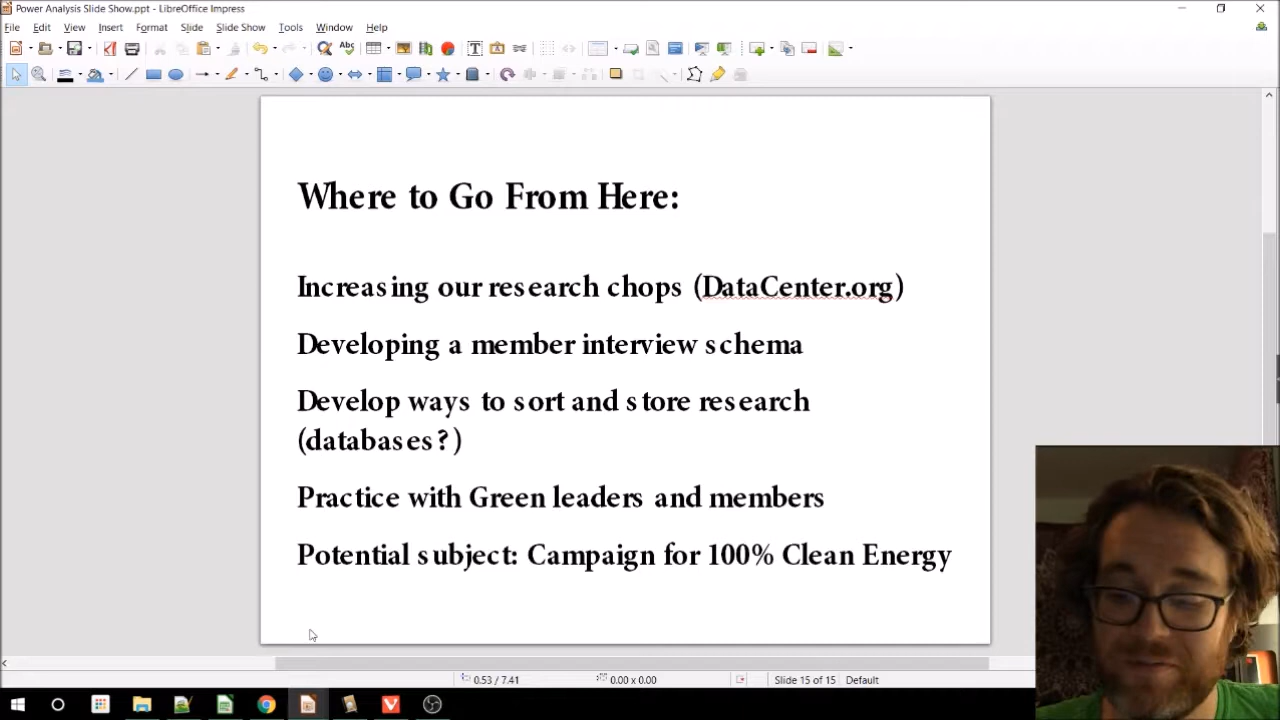 Power Analysis Slide Show.ppt - LibreOffice Impress
File Edit View Insert Format Slide Slide Show Tools Window Help
Where to Go From Here:
Increasing our research chops (DataCenter.org)
Developing a member interview schema
Develop ways to sort and store research
(databases?)
Practice with Green leaders and members
Potential subject: Campaign for 100% Clean Energy
0.53 / 7.41 0.00 x 0.00 Slide 15 of 15 Default